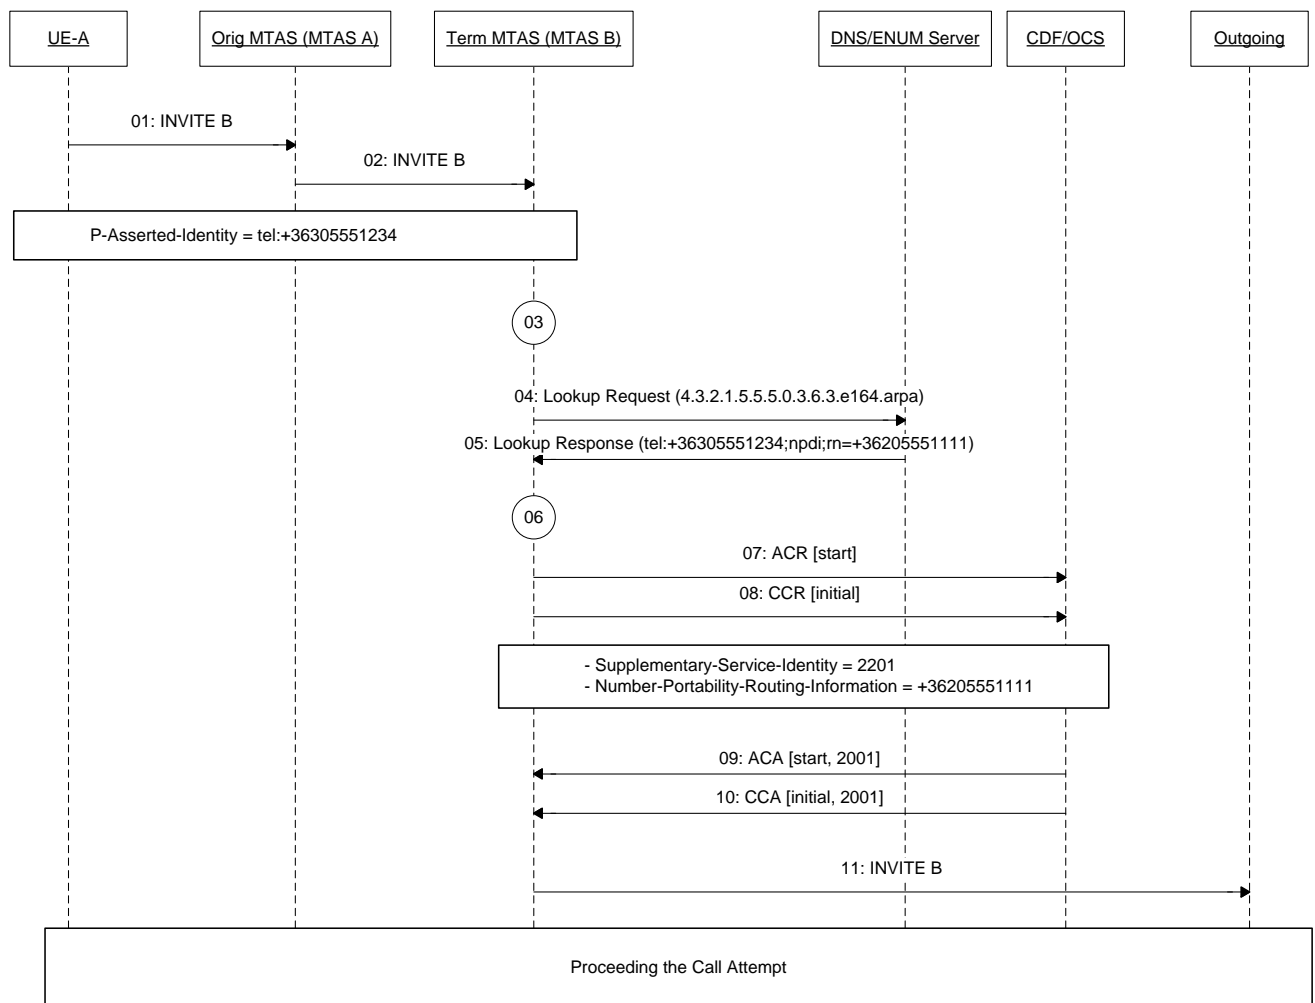 UE-A
Orig MTAS (MTAS A)
Term MTAS (MTAS B)
DNS/ENUM Server
CDF/OCS
Outgoing
01: INVITE B
02: INVITE B
P-Asserted-Identity = tel:+36305551234
03
04: Lookup Request (4.3.2.1.5.5.5.0.3.6.3.e164.arpa)
05: Lookup Response (tel:+36305551234;npdi;rn=+36205551111)
06
07: ACR [start]
08: CCR [initial]
- Supplementary-Service-Identity = 2201
- Number-Portability-Routing-Information = +36205551111
09: ACA [start, 2001]
10: CCA [initial, 2001]
11: INVITE B
Proceeding the Call Attempt